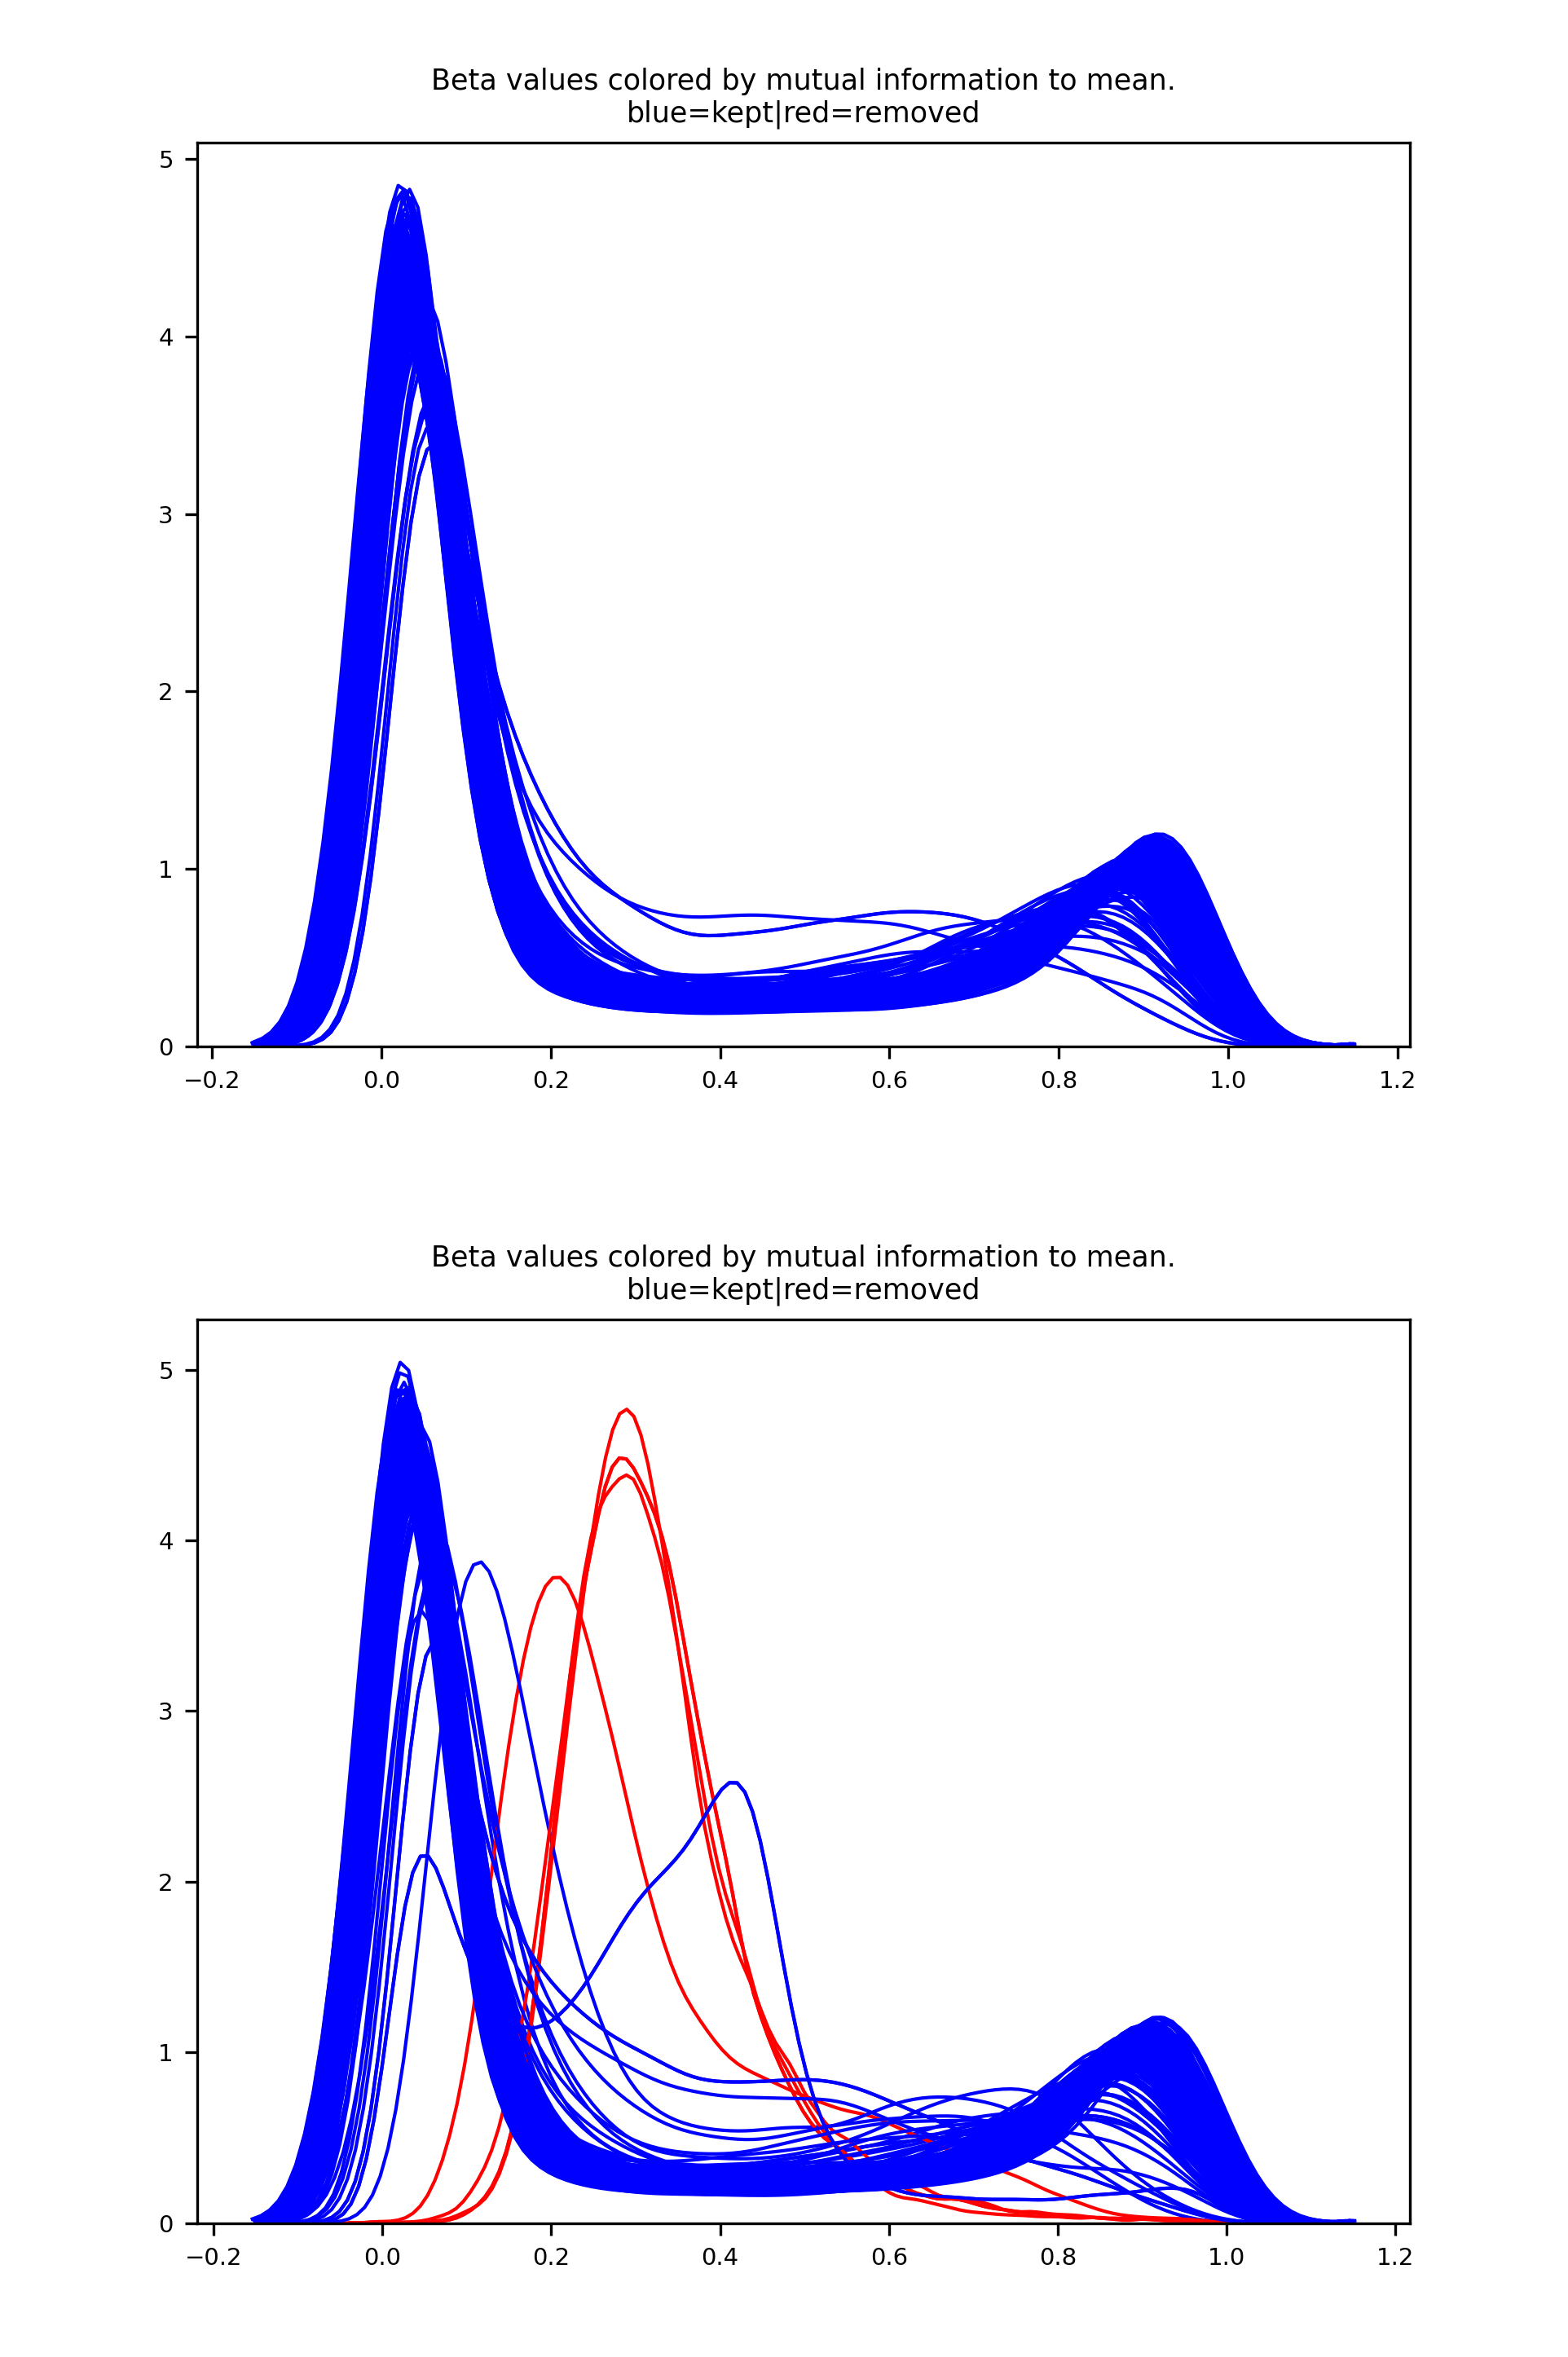 Beta values colored by mutual information to mean.
blue=kept|red=removed
5
4
3
2
1
0
−0.2 0.0 0.2 0.4 0.6 0.8 1.0 1.2
Beta values colored by mutual information to mean.
blue=kept|red=removed
5
4
3
2
1
0
−0.2 0.0 0.2 0.4 0.6 0.8 1.0 1.2